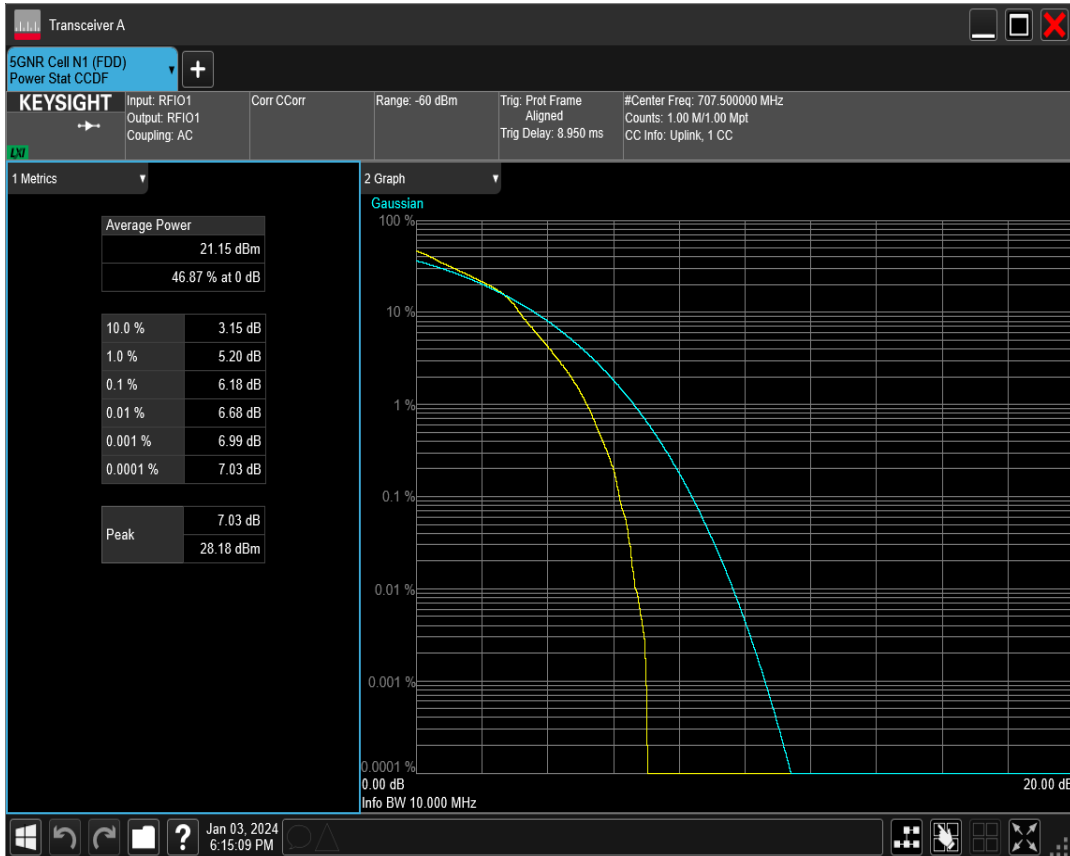 Transceiver A
5GNR Cell N1 (FDD)
Power Stat CCDF
KEYSIGHT
LXI
Input: RFIO1
Output: RFIO1
Coupling: AC
Corr CCorr
Range: -60 dBm
Trig: Prot Frame
Aligned
Trig Delay: 8.950 ms
#Center Freq: 707.500000 MHz
Counts: 1.00 M/1.00 Mpt
CC Info: Uplink, 1 CC
1 Metrics
Average Power
21.15 dBm
46.87 % at 0 dB
10.0 % 3.15 dB
1.0 % 5.20 dB
0.1 % 6.18 dB
0.01 % 6.68 dB
0.001 % 6.99 dB
0.0001 % 7.03 dB
Peak
7.03 dB
28.18 dBm
2 Graph
Gaussian
100 %
10 %
1 %
0.1 %
0.01 %
0.001 %
0.0001 %
0.00 dB 20.00 dB
Info BW 10.000 MHz
?
Jan 03, 2024
6:15:09 PM